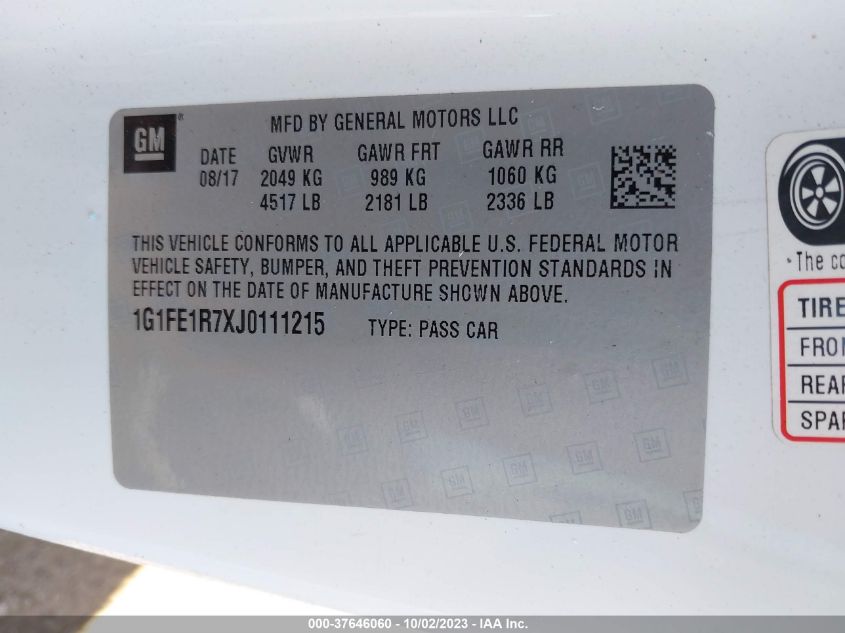 GM
MFD BY GENERAL MOTORS LLC
DATE GVWR GAWR FRT GAWR RR
08/17 2049 KG 989 KG 1060 KG
4517 LB 2181 LB 2336 LB
THIS VEHICLE CONFORMS TO ALL APPLICABLE U.S. FEDERAL MOTOR
VEHICLE SAFETY, BUMPER, AND THEFT PREVENTION STANDARDS IN
EFFECT ON THE DATE OF MANUFACTURE SHOWN ABOVE.
1G1FE1R7XJ0111215 TYPE: PASS CAR
The co
TIRE
FRO
REAR
SPAR
000-37646060 - 10/02/2023 - IAA Inc.